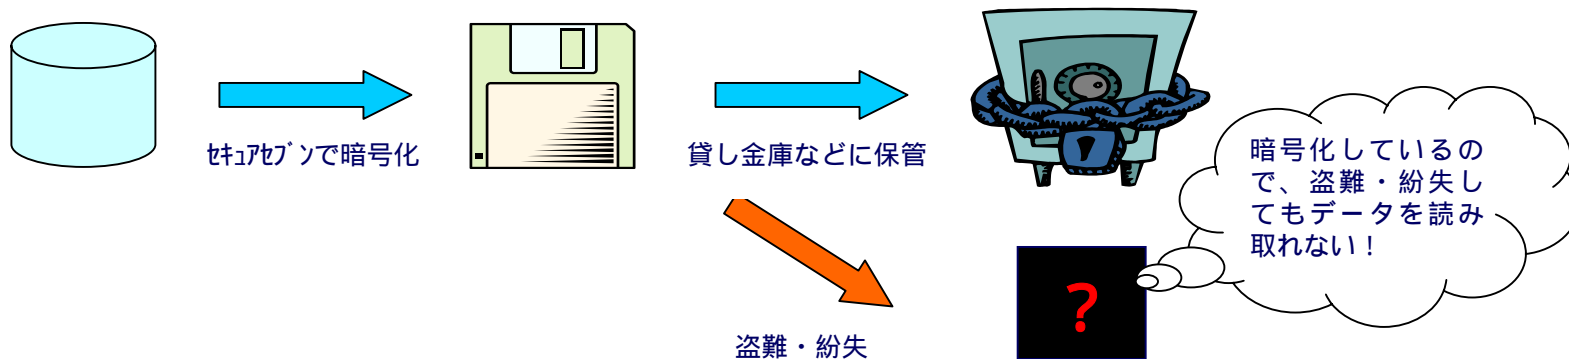 ｾｷｭｱｾﾌﾞﾝで暗号化
貸し金庫などに保管
暗号化しているの
で、盗難・紛失し
てもデータを読み
取れない！
？
盗難・紛失